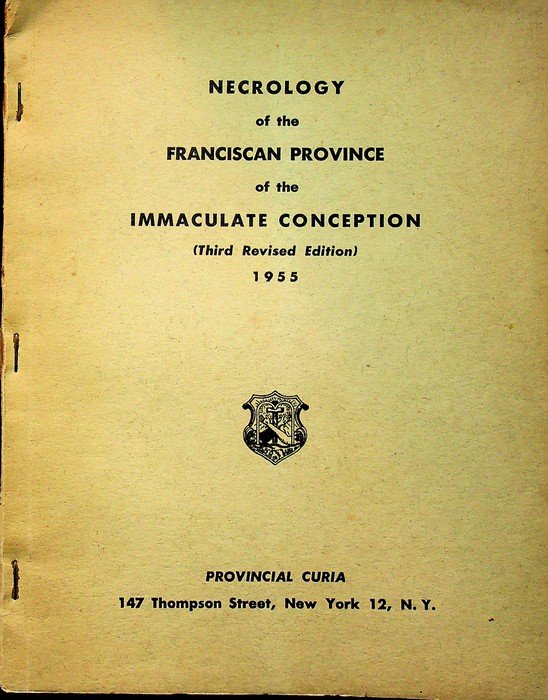 NECROLOGY
of the
FRANCISCAN PROVINCE
of the
IMMACULATE CONCEPTION
(Third Revised Edition)
1955
PROVINCIAL CURIA
147 Thompson Street, New York 12, N. Y.